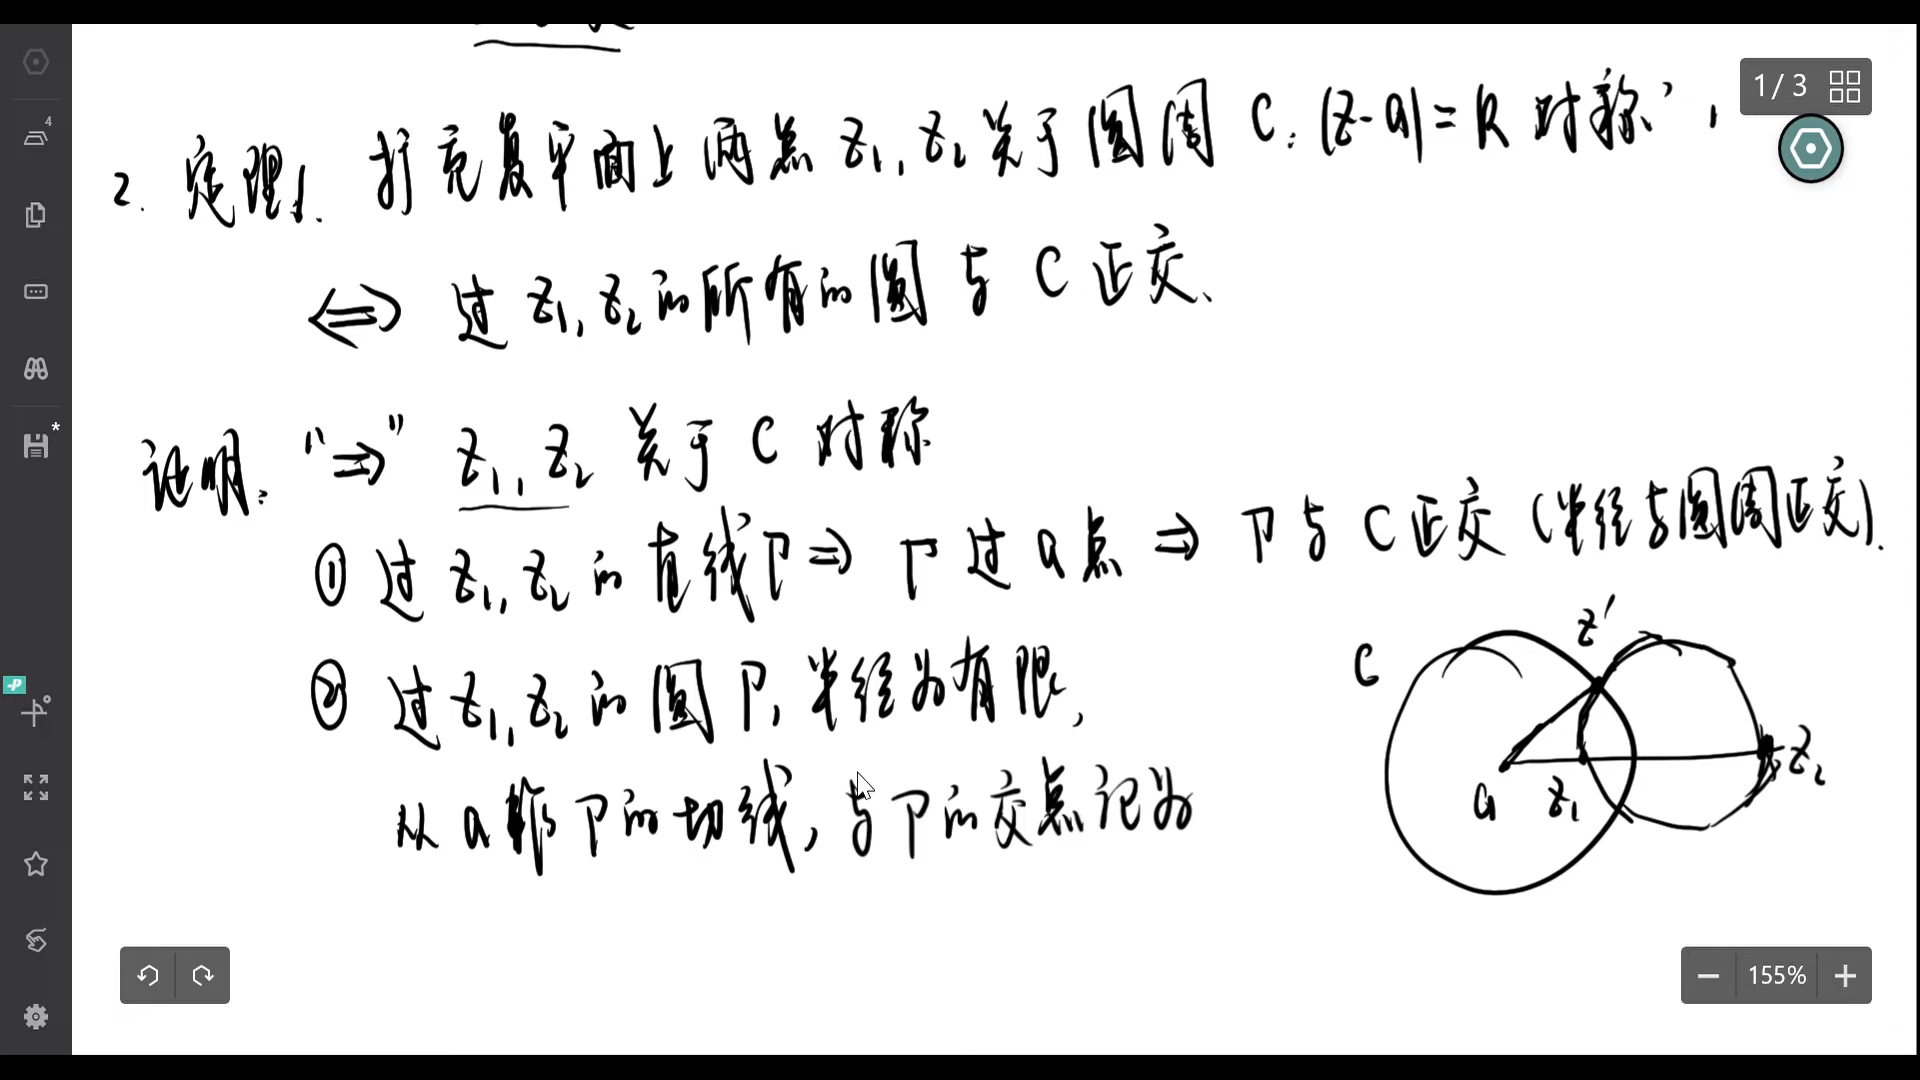 1/3
4
2. 定理1. 扩充复平面上两点 z₁, z₂ 关于圆周 C: |z-a|=R 对称,
⟺ 过 z₁, z₂ 的所有的圆与 C 正交.
证明: "⇒" z₁, z₂ 关于 C 对称
① 过 z₁, z₂ 的直线 Γ ⇒ Γ 过 a 点 ⇒ Γ 与 C 正交 (半径与圆周正交).
② 过 z₁, z₂ 的圆 Γ, 半径为有限,
从 a 作 Γ 的切线, 与 Γ 的交点记为
C
z'
a
z₁
z₂
155%